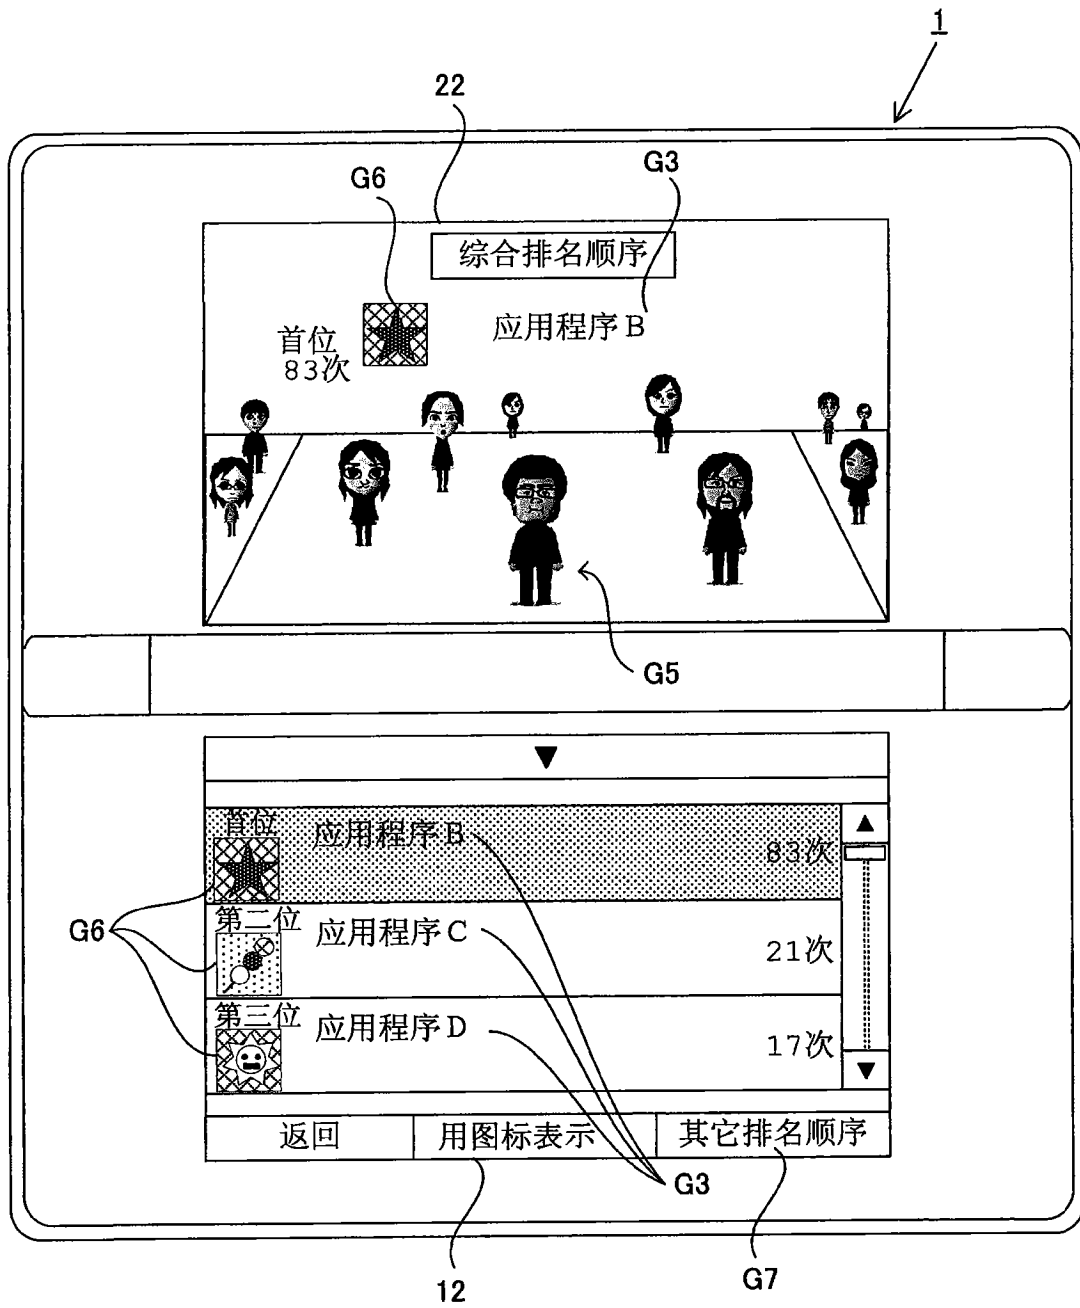 1
22
G6
G3
综合排名顺序
首位
83次
应用程序B
G5
▼
首位
应用程序B
83次
▲
G6
第二位
应用程序C
21次
第三位
应用程序D
17次
▼
返回
用图标表示
其它排名顺序
G3
12
G7